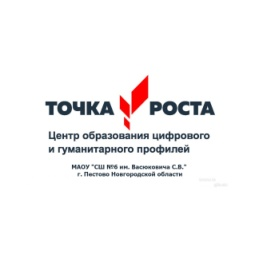 ТОЧКА РОСТА
Центр образования цифрового
и гуманитарного профилей
МАОУ "СШ №6 им. Васюковича С.В."
г. Пестово Новгородской области